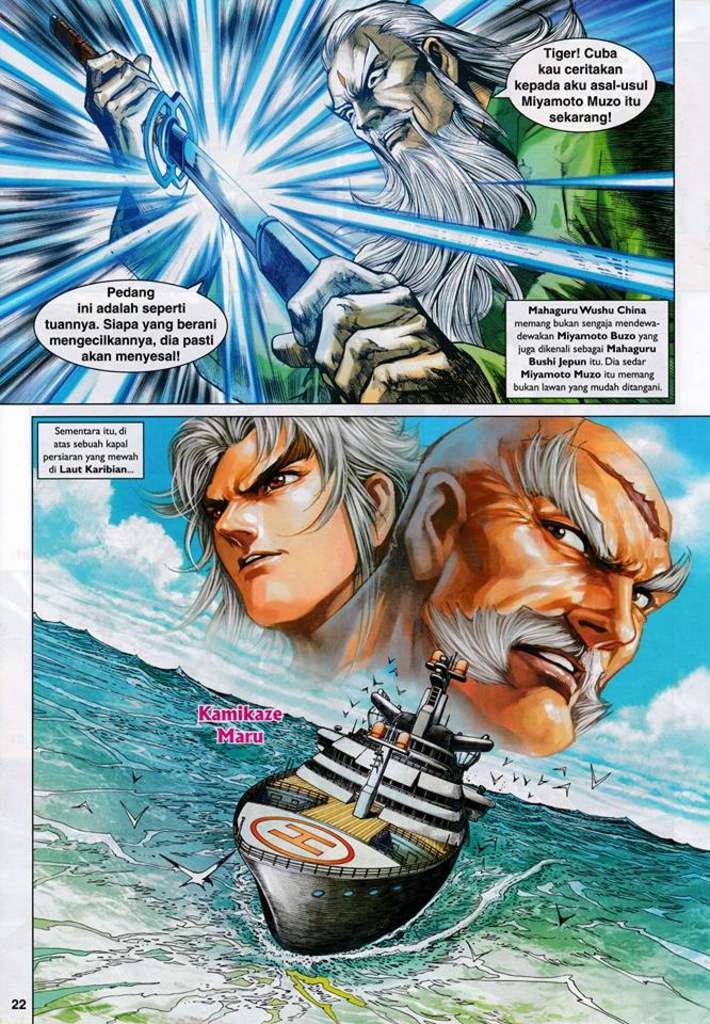 Tiger! Cuba
kau ceritakan
kepada aku asal-usul
Miyamoto Muzo itu
sekarang!
Pedang
ini adalah seperti
tuannya. Siapa yang berani
mengecilkannya, dia pasti
akan menyesal!
Mahaguru Wushu China
memang bukan sengaja mendewa-
dewakan Miyamoto Buzo yang
juga dikenali sebagai Mahaguru
Bushi Jepun itu. Dia sedar
Miyamoto Muzo itu memang
bukan lawan yang mudah ditangani.
Sementara itu, di
atas sebuah kapal
persiaran yang mewah
di Laut Karibian...
Kamikaze
Maru
H
22